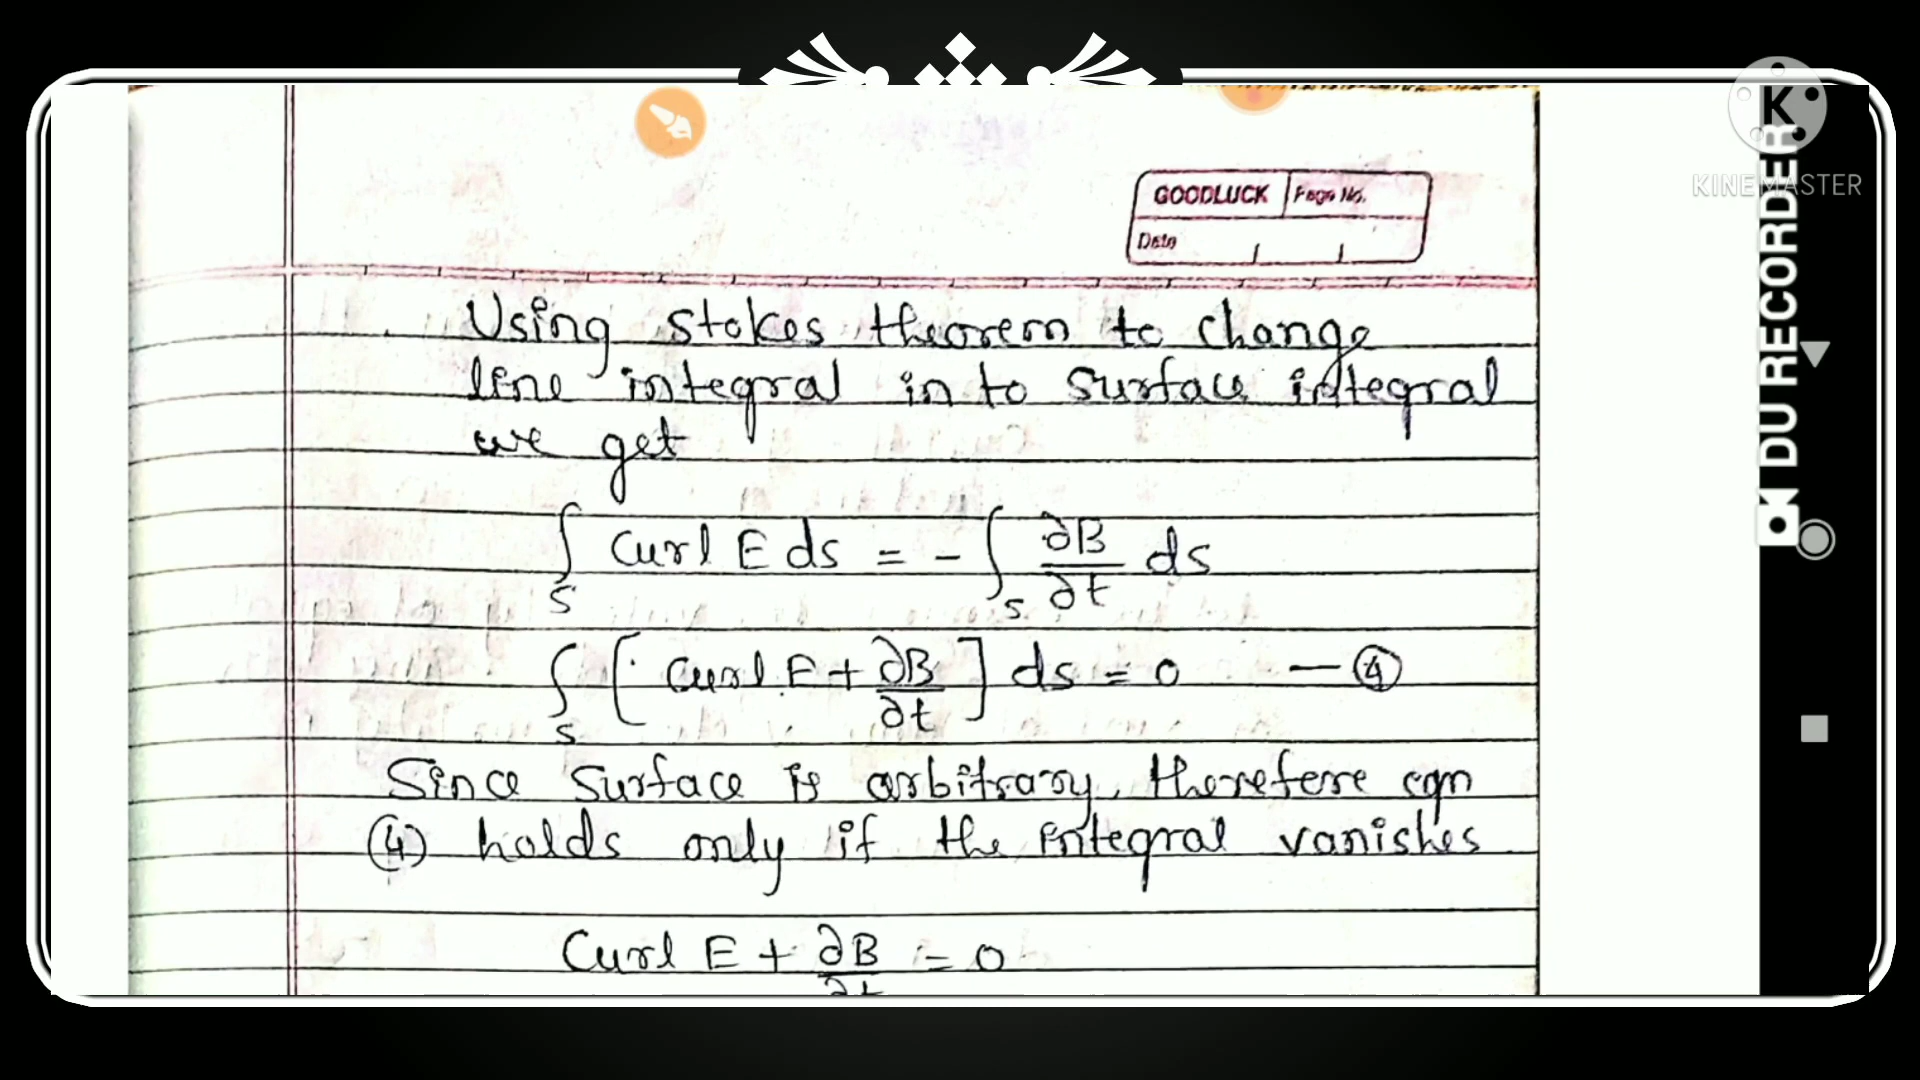 GOODLUCK Page No.
Date
Using stokes theorem to change
line integral in to surface integral
we get
∫ Curl E ds = - ∫ ∂B/∂t ds
S S
∫ [ Curl E + ∂B/∂t ] ds = 0 — ④
S
Since Surface is arbitrary, therefore eqn
④ holds only if the integral vanishes
Curl E + ∂B/∂t = 0
K
KINEMASTER
DU RECORDER